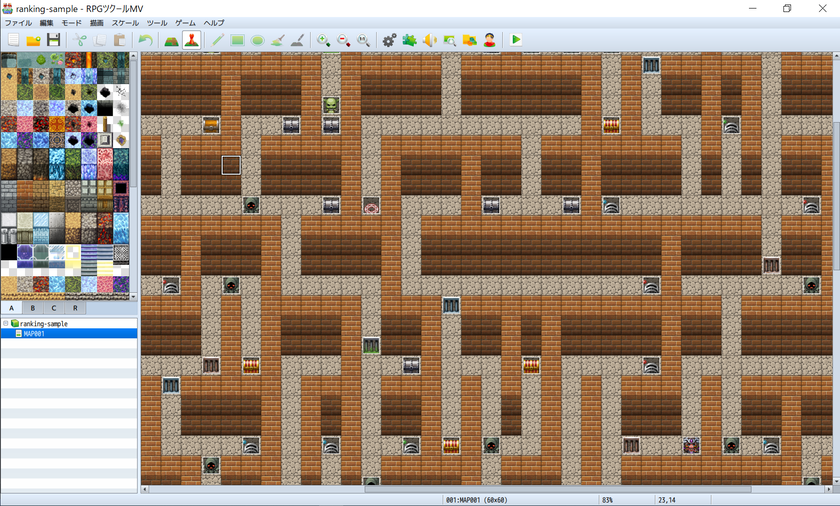 ranking-sample - RPGツクールMV
ファイル 編集 モード 描画 スケール ツール ゲーム ヘルプ
A B C R
ranking-sample
MAP001
001:MAP001 (60×60) 83% 23,14